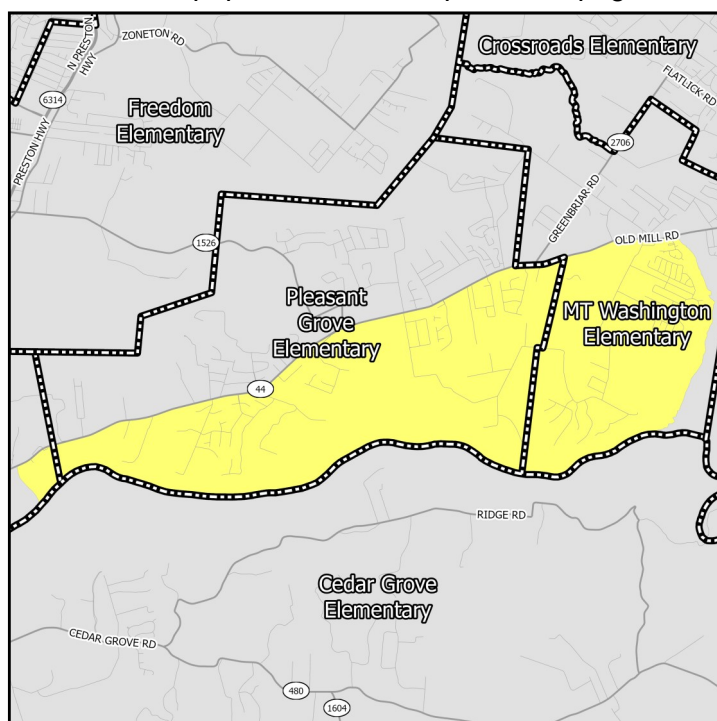 Crossroads Elementary
ZONETON RD
N PRESTON
HWY
FLATLICK RD
6314
Freedom
Elementary
2706
PRESTON HWY
GREENBRIAR RD
1526
OLD MILL RD
Pleasant
Grove
Elementary
MT Washington
Elementary
44
RIDGE RD
Cedar Grove
Elementary
CEDAR GROVE RD
480
1604